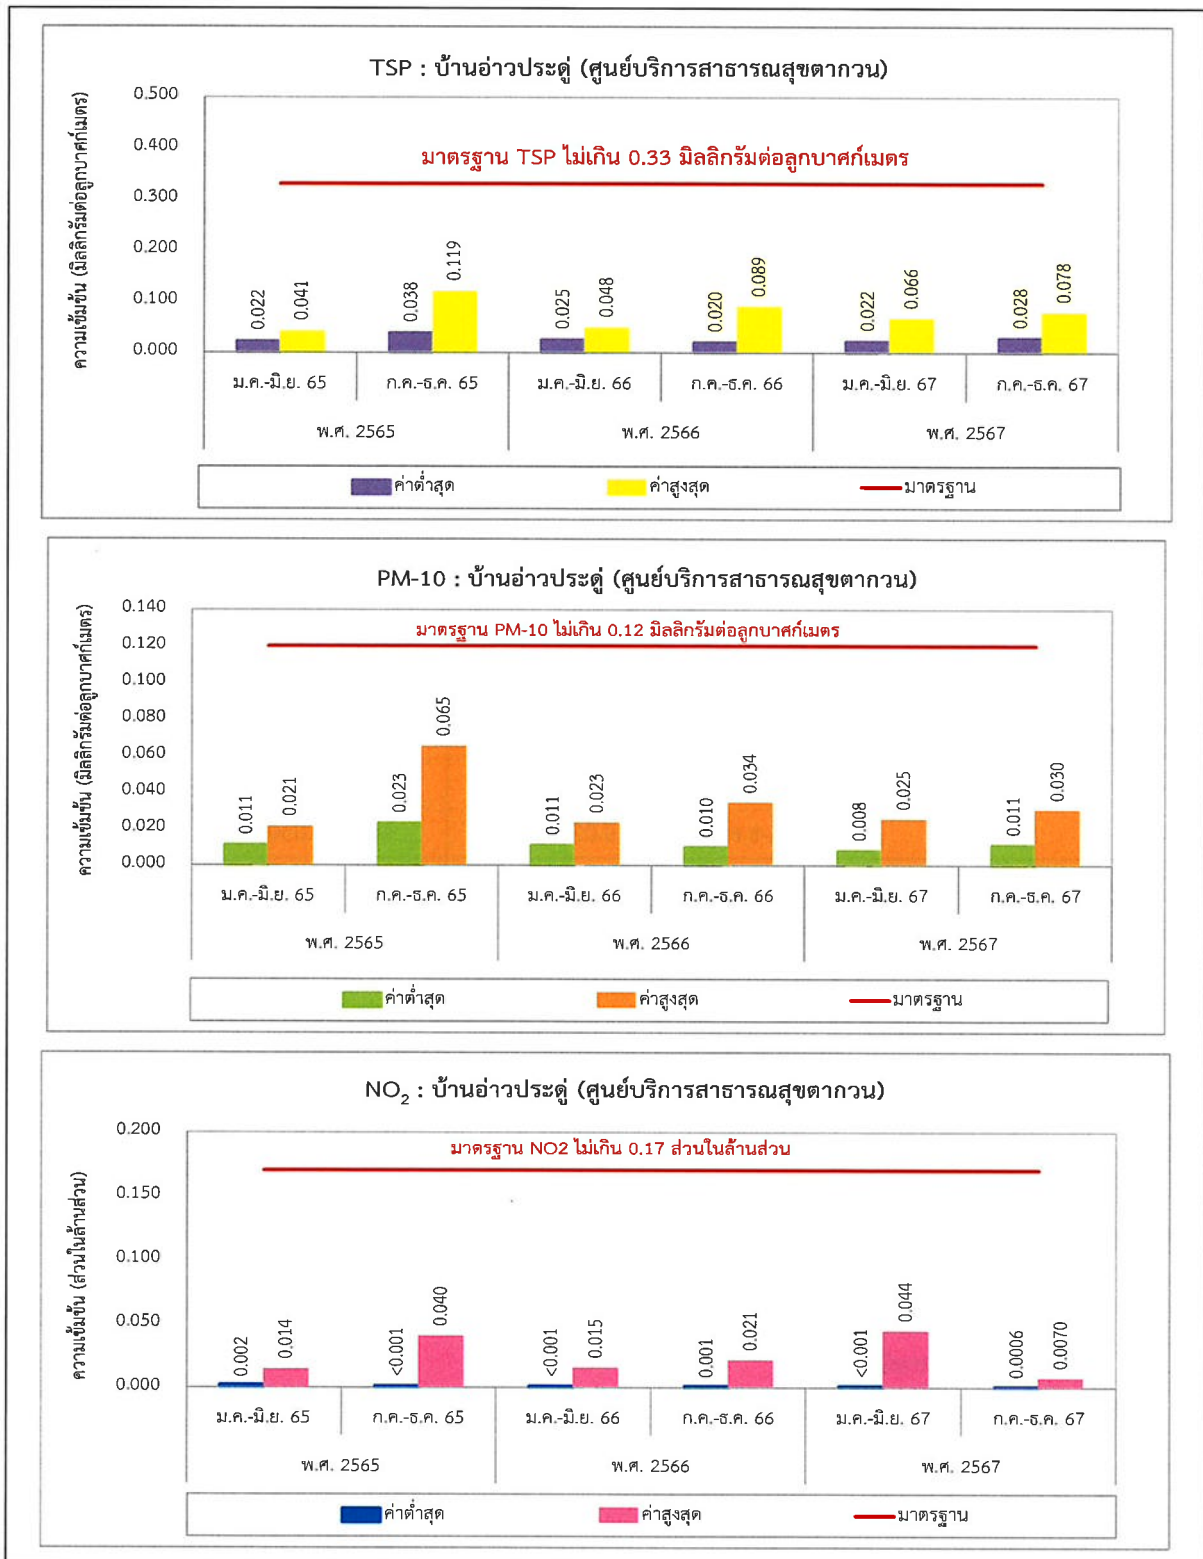 TSP : บ้านอ่าวประดู่ (ศูนย์บริการสาธารณสุขตากวน)
ความเข้มข้น (มิลลิกรัมต่อลูกบาศก์เมตร)
0.500
0.400
0.300
0.200
0.100
0.000
มาตรฐาน TSP ไม่เกิน 0.33 มิลลิกรัมต่อลูกบาศก์เมตร
0.022 0.041 0.038 0.119 0.025 0.048 0.020 0.089 0.022 0.066 0.028 0.078
ม.ค.-มิ.ย. 65 ก.ค.-ธ.ค. 65 ม.ค.-มิ.ย. 66 ก.ค.-ธ.ค. 66 ม.ค.-มิ.ย. 67 ก.ค.-ธ.ค. 67
พ.ศ. 2565 พ.ศ. 2566 พ.ศ. 2567
ค่าต่ำสุด ค่าสูงสุด มาตรฐาน
PM-10 : บ้านอ่าวประดู่ (ศูนย์บริการสาธารณสุขตากวน)
ความเข้มข้น (มิลลิกรัมต่อลูกบาศก์เมตร)
0.140
0.120
0.100
0.080
0.060
0.040
0.020
0.000
มาตรฐาน PM-10 ไม่เกิน 0.12 มิลลิกรัมต่อลูกบาศก์เมตร
0.011 0.021 0.023 0.065 0.011 0.023 0.010 0.034 0.008 0.025 0.011 0.030
ม.ค.-มิ.ย. 65 ก.ค.-ธ.ค. 65 ม.ค.-มิ.ย. 66 ก.ค.-ธ.ค. 66 ม.ค.-มิ.ย. 67 ก.ค.-ธ.ค. 67
พ.ศ. 2565 พ.ศ. 2566 พ.ศ. 2567
ค่าต่ำสุด ค่าสูงสุด มาตรฐาน
NO₂ : บ้านอ่าวประดู่ (ศูนย์บริการสาธารณสุขตากวน)
ความเข้มข้น (ส่วนในล้านส่วน)
0.200
0.150
0.100
0.050
0.000
มาตรฐาน NO2 ไม่เกิน 0.17 ส่วนในล้านส่วน
0.002 0.014 <0.001 0.040 <0.001 0.015 0.001 0.021 <0.001 0.044 0.0006 0.0070
ม.ค.-มิ.ย. 65 ก.ค.-ธ.ค. 65 ม.ค.-มิ.ย. 66 ก.ค.-ธ.ค. 66 ม.ค.-มิ.ย. 67 ก.ค.-ธ.ค. 67
พ.ศ. 2565 พ.ศ. 2566 พ.ศ. 2567
ค่าต่ำสุด ค่าสูงสุด มาตรฐาน